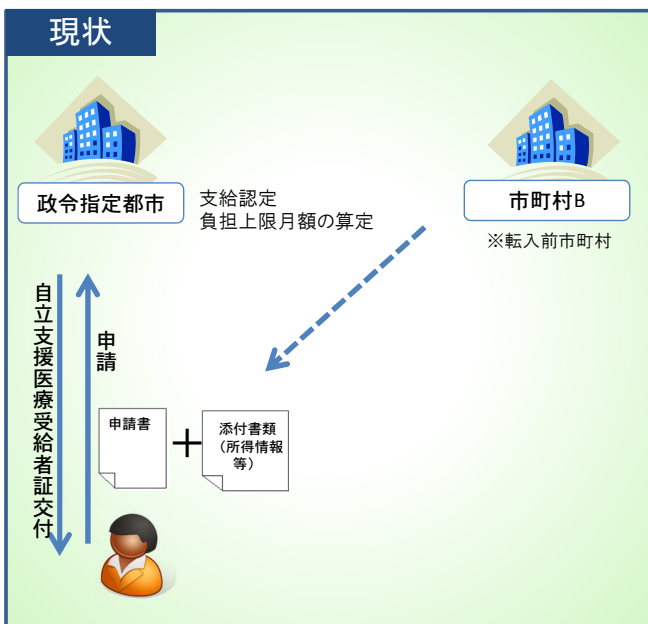 現状
政令指定都市
支給認定
負担上限月額の算定
市町村B
※転入前市町村
自立支援医療受給者証交付
申請
申請書
+
添付書類
（所得情報
等）